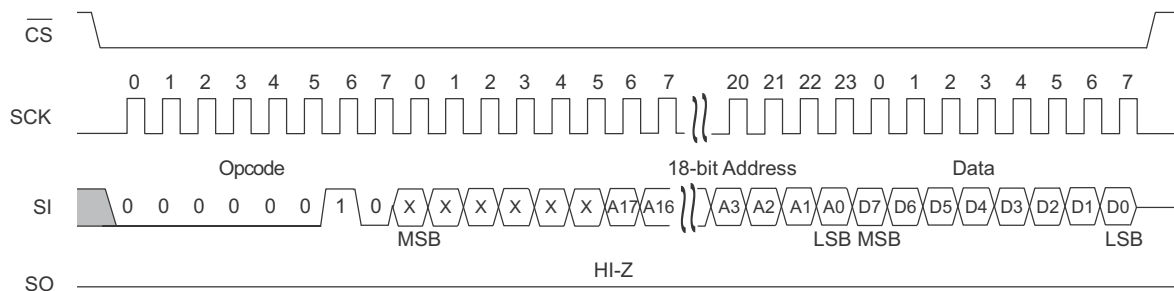 CS
0 1 2 3 4 5 6 7 0 1 2 3 4 5 6 7 20 21 22 23 0 1 2 3 4 5 6 7
SCK
Opcode 18-bit Address Data
SI 0 0 0 0 0 0 1 0 X X X X X X A17 A16 A3 A2 A1 A0 D7 D6 D5 D4 D3 D2 D1 D0
MSB LSB MSB LSB
HI-Z
SO